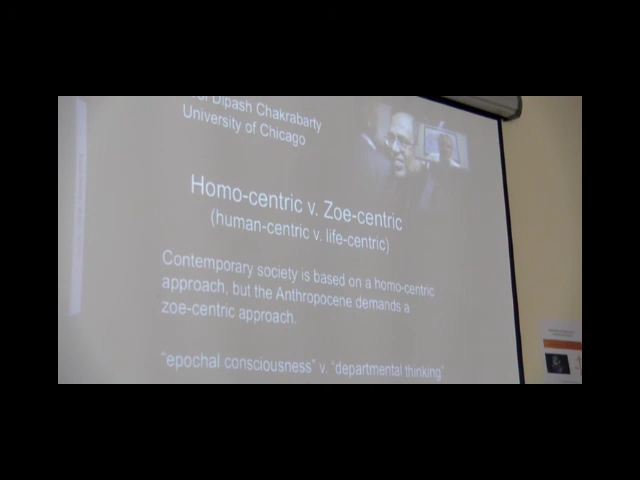 Dipash Chakrabarty
University of Chicago
Homo-centric v. Zoe-centric
(human-centric v. life-centric)
Contemporary society is based on a homo-centric
approach, but the Anthropocene demands a
zoe-centric approach.
"epochal consciousness" v. "departmental thinking"